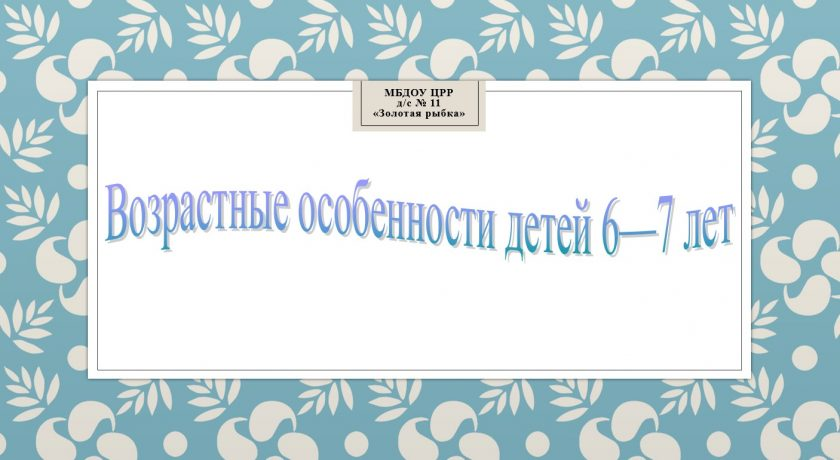 МБДОУ ЦРР
д/с № 11
«Золотая рыбка»
Возрастные особенности детей 6—7 лет